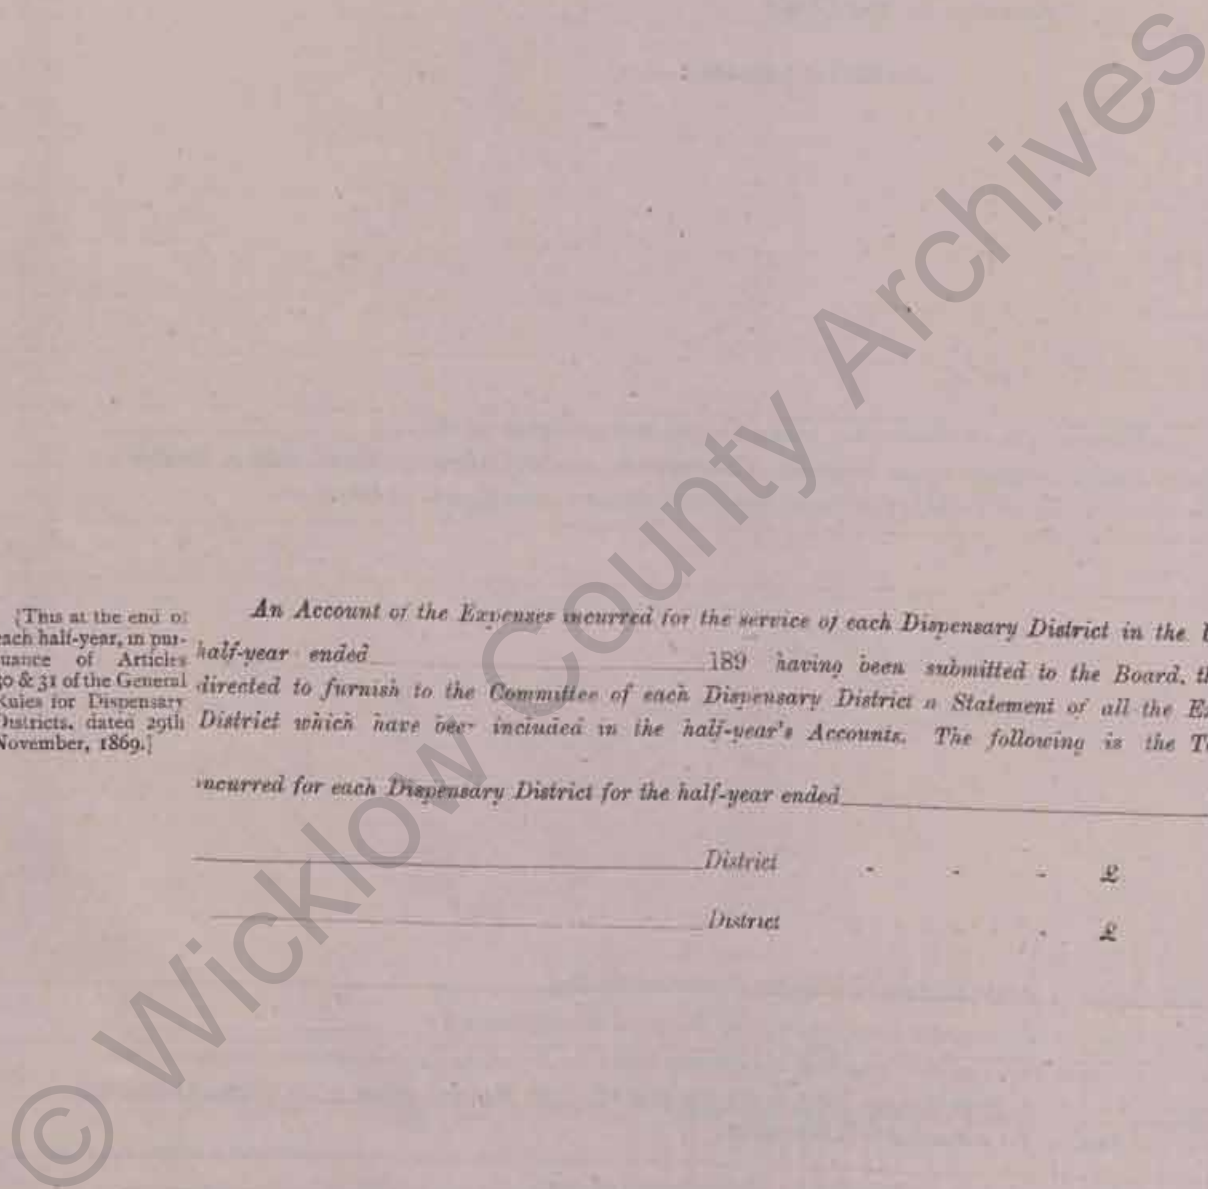 [This at the end of
each half-year, in pur-
suance of Articles
30 & 31 of the General
Rules for Dispensary
Districts, dated 29th
November, 1869.]
An Account of the Expenses incurred for the service of each Dispensary District in the
half-year ended 189 having been submitted to the Board, th
directed to furnish to the Committee of each Dispensary District a Statement of all the Ex
District which have been included in the half-year's Accounts. The following is the T
incurred for each Dispensary District for the half-year ended
District - - - £
District - £
© Wicklow County Archives